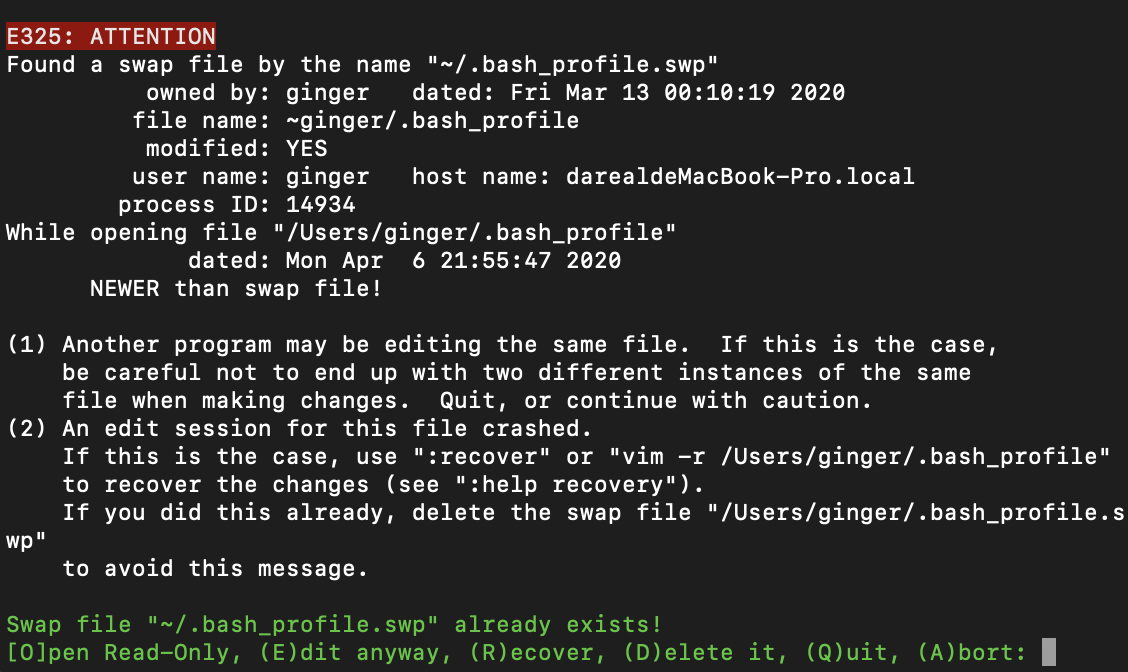 E325: ATTENTION
Found a swap file by the name "~/.bash_profile.swp"
          owned by: ginger   dated: Fri Mar 13 00:10:19 2020
         file name: ~ginger/.bash_profile
          modified: YES
         user name: ginger   host name: darealdeMacBook-Pro.local
        process ID: 14934
While opening file "/Users/ginger/.bash_profile"
             dated: Mon Apr  6 21:55:47 2020
      NEWER than swap file!

(1) Another program may be editing the same file.  If this is the case,
    be careful not to end up with two different instances of the same
    file when making changes.  Quit, or continue with caution.
(2) An edit session for this file crashed.
    If this is the case, use ":recover" or "vim -r /Users/ginger/.bash_profile"
    to recover the changes (see ":help recovery").
    If you did this already, delete the swap file "/Users/ginger/.bash_profile.s
wp"
    to avoid this message.

Swap file "~/.bash_profile.swp" already exists!
[O]pen Read-Only, (E)dit anyway, (R)ecover, (D)elete it, (Q)uit, (A)bort: